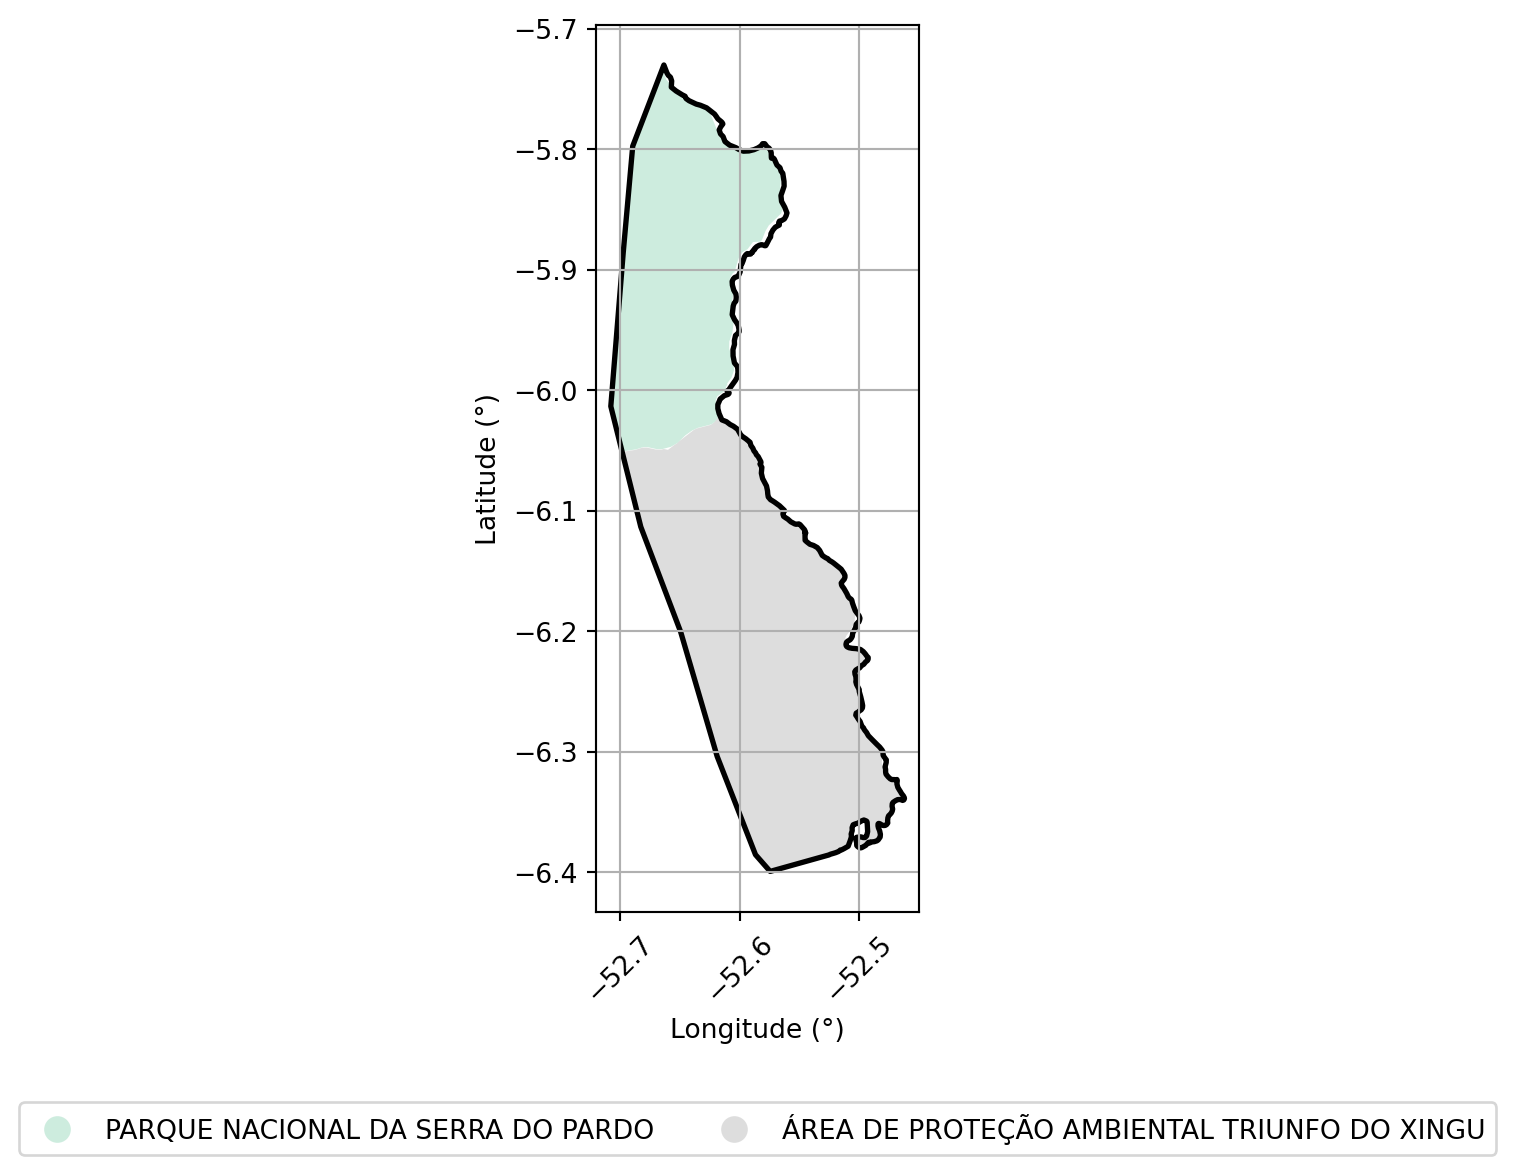 −5.7
−5.8
−5.9
−6.0
−6.1
−6.2
−6.3
−6.4
Latitude (°)
−52.7
−52.6
−52.5
Longitude (°)
PARQUE NACIONAL DA SERRA DO PARDO
ÁREA DE PROTEÇÃO AMBIENTAL TRIUNFO DO XINGU